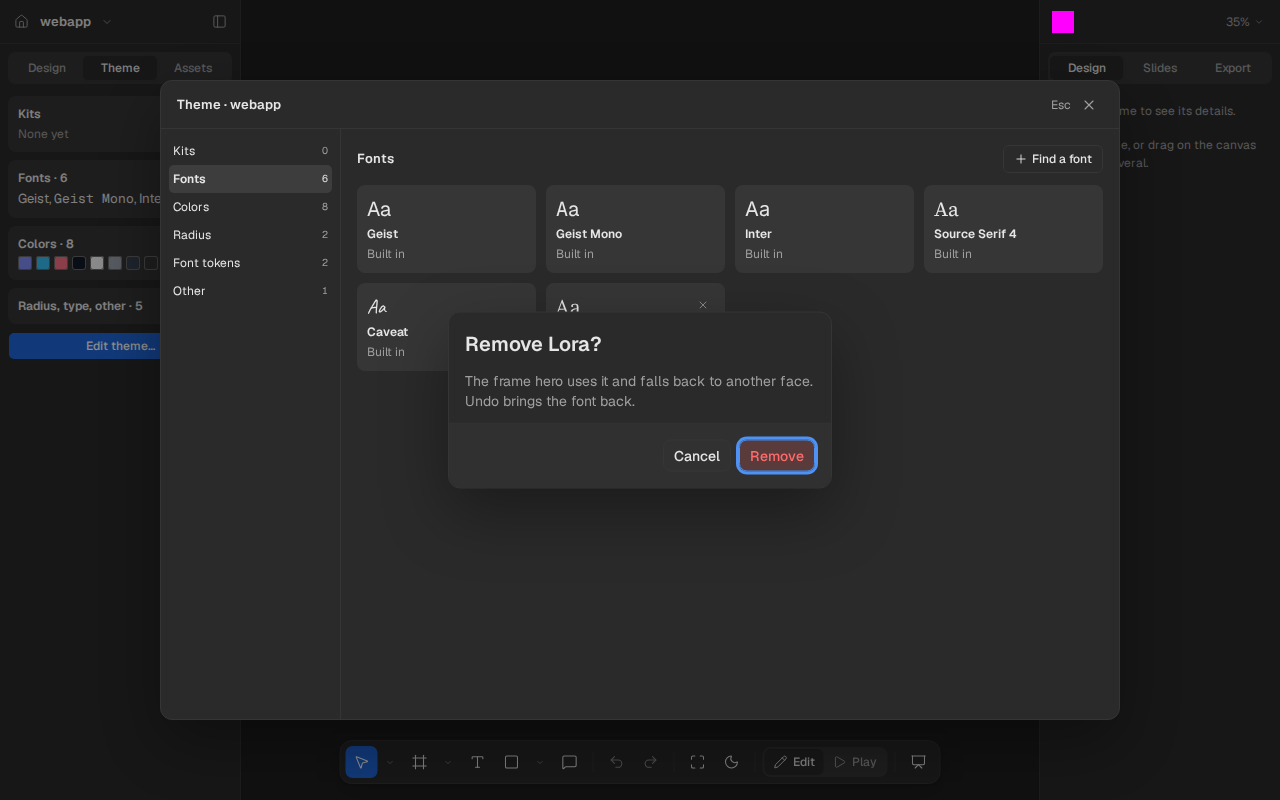 webapp
35%
Design Theme Assets
Design Slides Export
Kits
None yet
Fonts · 6
Geist, Geist Mono, Inte
Colors · 8
Radius, type, other · 5
Edit theme…
me to see its details.
e, or drag on the canvas
veral.
Theme · webapp
Esc
Kits 0
Fonts 6
Colors 8
Radius 2
Font tokens 2
Other 1
Fonts
Find a font
Aa
Geist
Built in
Aa
Geist Mono
Built in
Aa
Inter
Built in
Aa
Source Serif 4
Built in
Aa
Caveat
Built in
Aa
Remove Lora?
The frame hero uses it and falls back to another face.
Undo brings the font back.
Cancel
Remove
Edit
Play